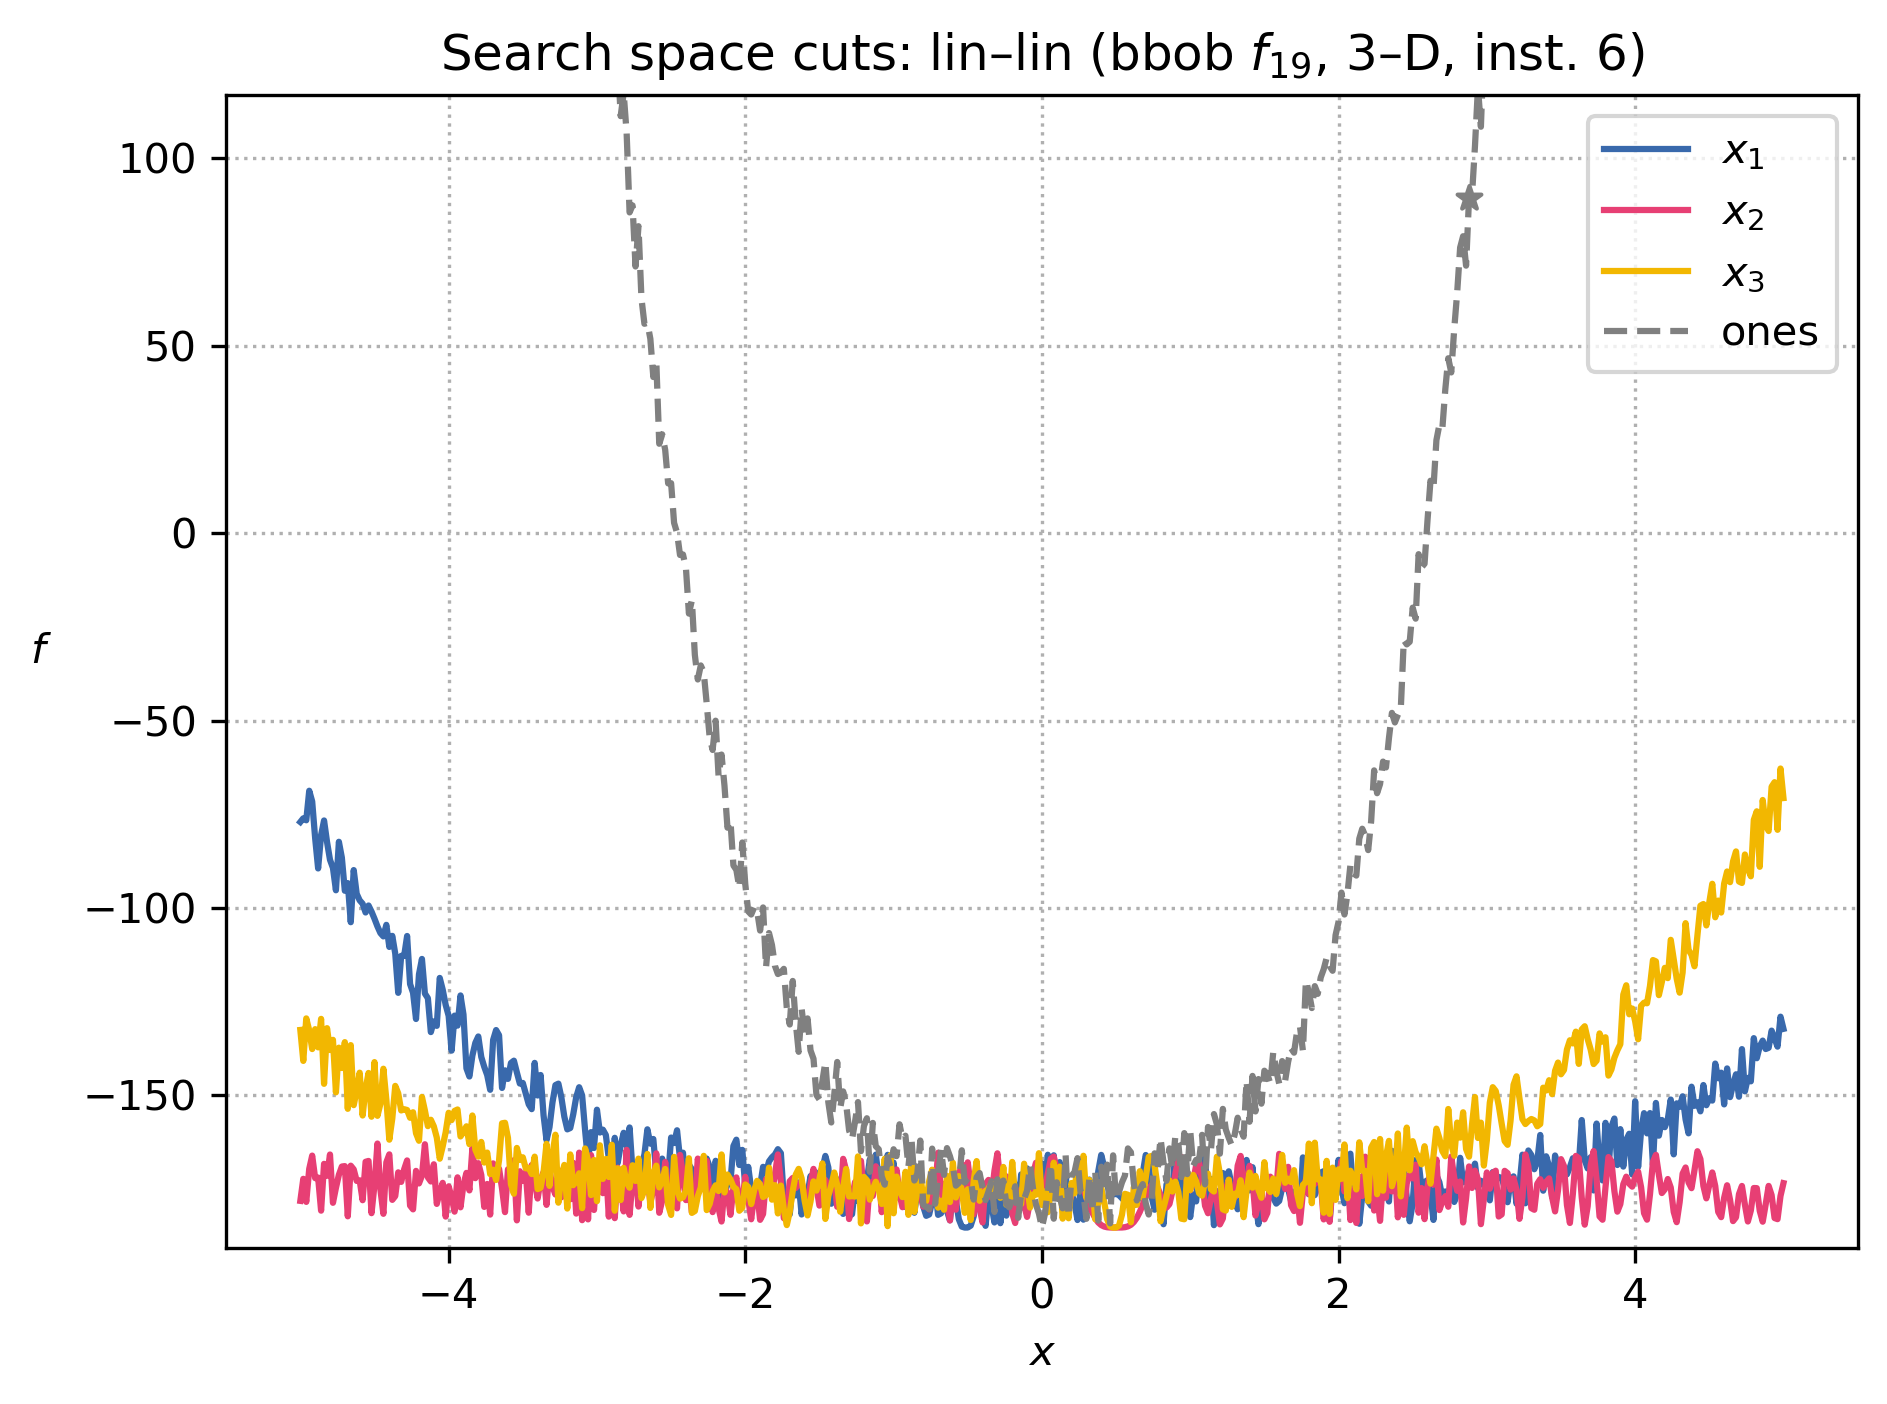 Search space cuts: lin–lin (bbob f₁₉, 3–D, inst. 6)
x₁
x₂
x₃
ones
100
50
0
−50
−100
−150
f
−4 −2 0 2 4
x